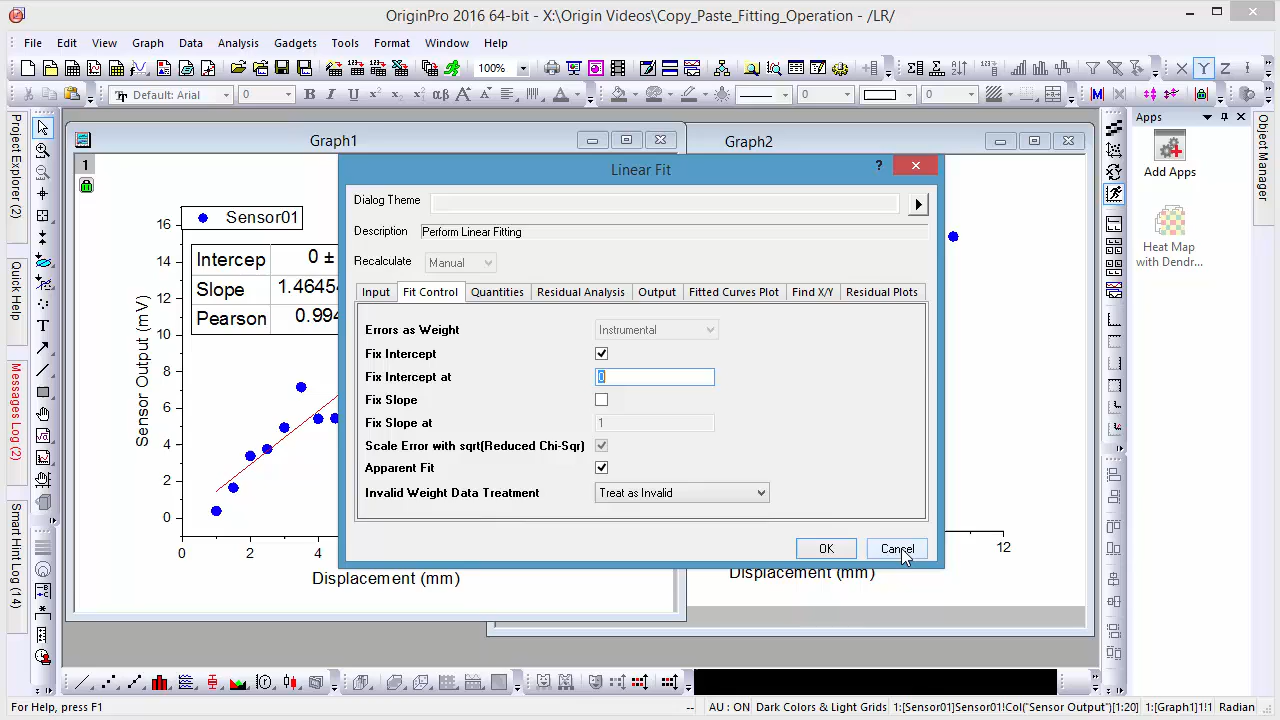 OriginPro 2016 64-bit - X:\Origin Videos\Copy_Paste_Fitting_Operation - /LR/
File Edit View Graph Data Analysis Gadgets Tools Format Window Help
100%
Default: Arial 0 B I U 0 0 0
Project Explorer (2)
Quick Help
Messages Log (2)
Smart Hint Log (14)
Graph1
1
Sensor01
Intercep 0 ±
Slope 1.4645
Pearson 0.994
Sensor Output (mV)
16
14
12
10
8
6
4
2
0
0 2 4
Displacement (mm)
Graph2
12
Displacement (mm)
Linear Fit
Dialog Theme
Description Perform Linear Fitting
Recalculate Manual
Input Fit Control Quantities Residual Analysis Output Fitted Curves Plot Find X/Y Residual Plots
Errors as Weight Instrumental
Fix Intercept
Fix Intercept at 0
Fix Slope
Fix Slope at 1
Scale Error with sqrt(Reduced Chi-Sqr)
Apparent Fit
Invalid Weight Data Treatment Treat as Invalid
OK Cancel
Apps
Add Apps
Heat Map
with Dendr...
Object Manager
For Help, press F1
-- AU : ON Dark Colors & Light Grids 1:[Sensor01]Sensor01!Col("Sensor Output")[1:20] 1:[Graph1]1!1 Radian